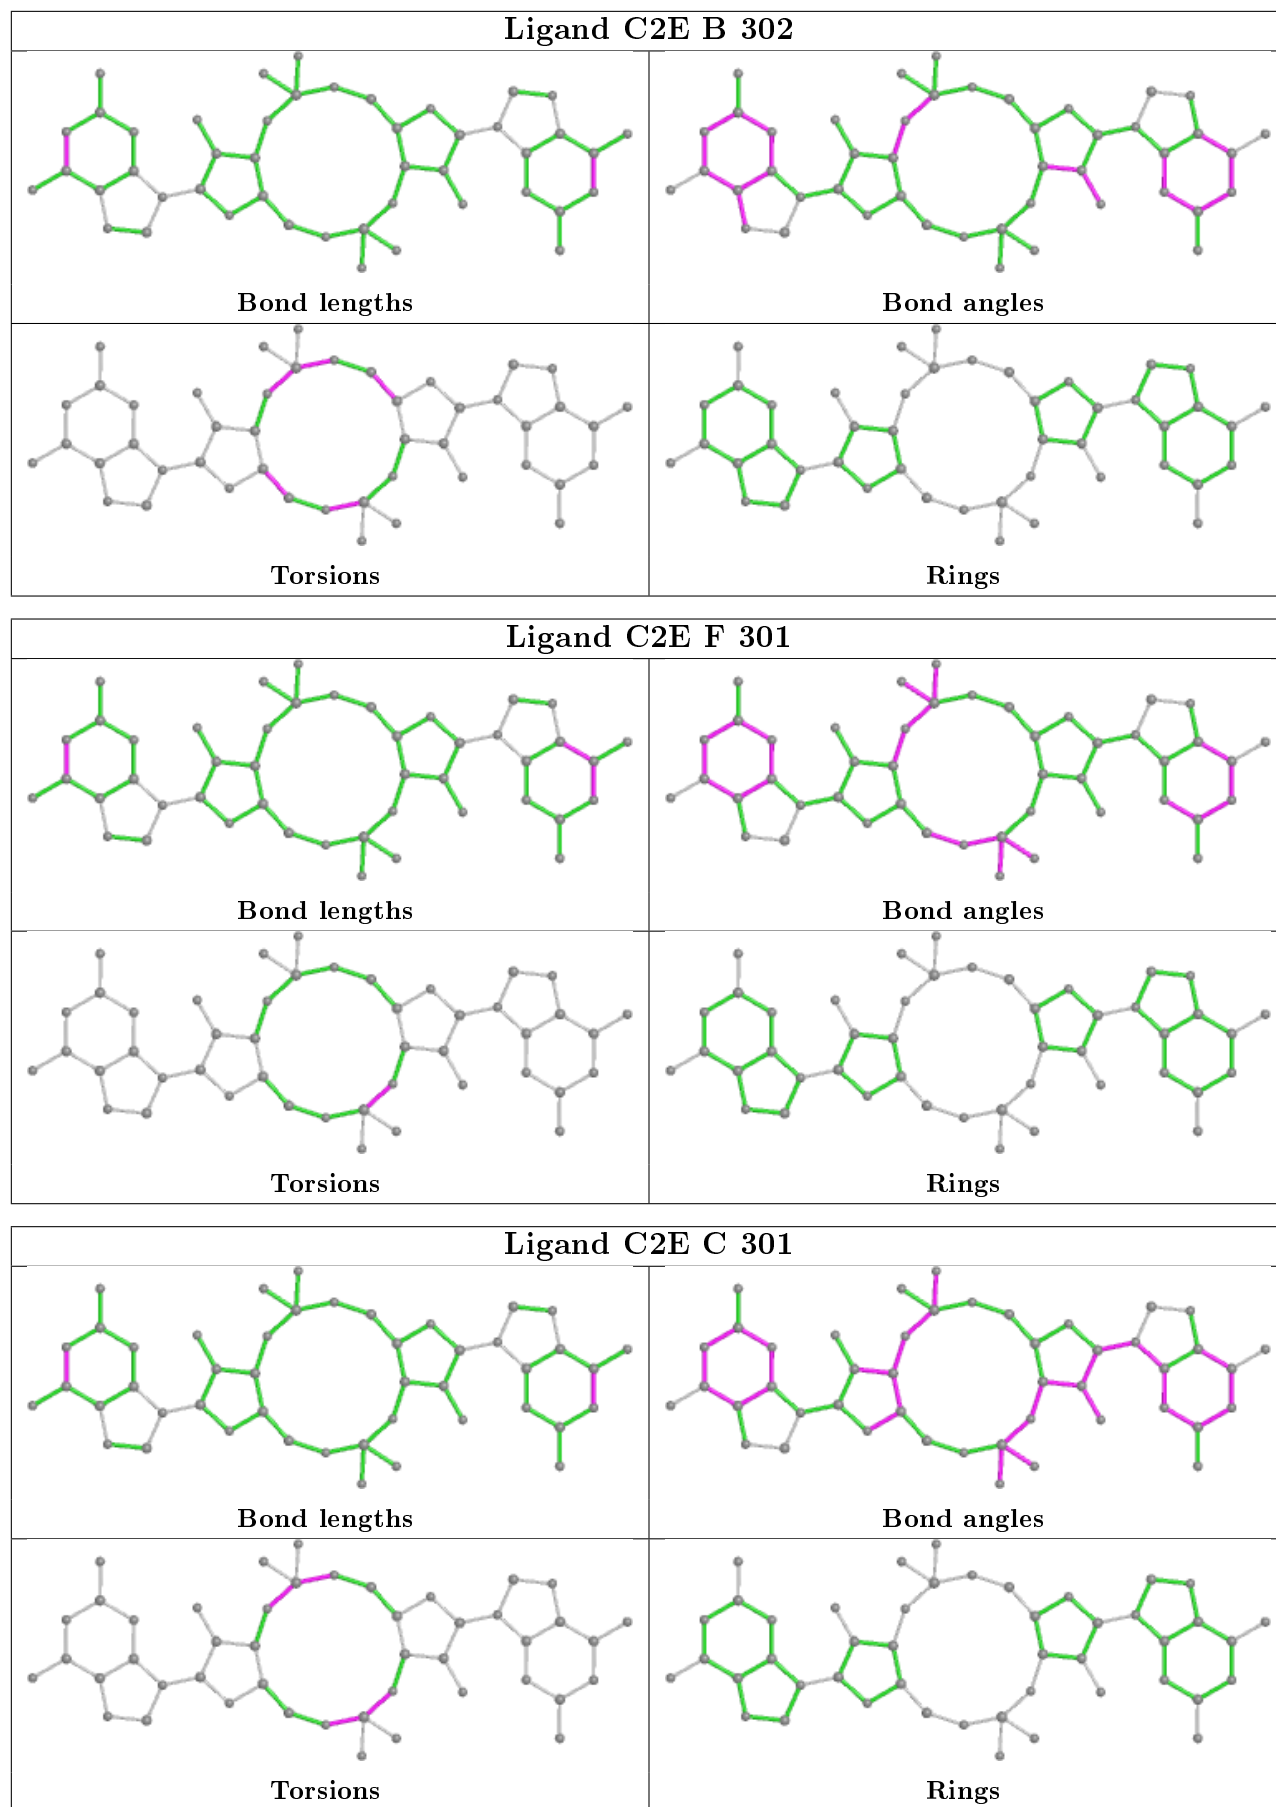 Ligand C2E B 302
Bond lengths
Bond angles
Torsions
Rings
Ligand C2E F 301
Bond lengths
Bond angles
Torsions
Rings
Ligand C2E C 301
Bond lengths
Bond angles
Torsions
Rings